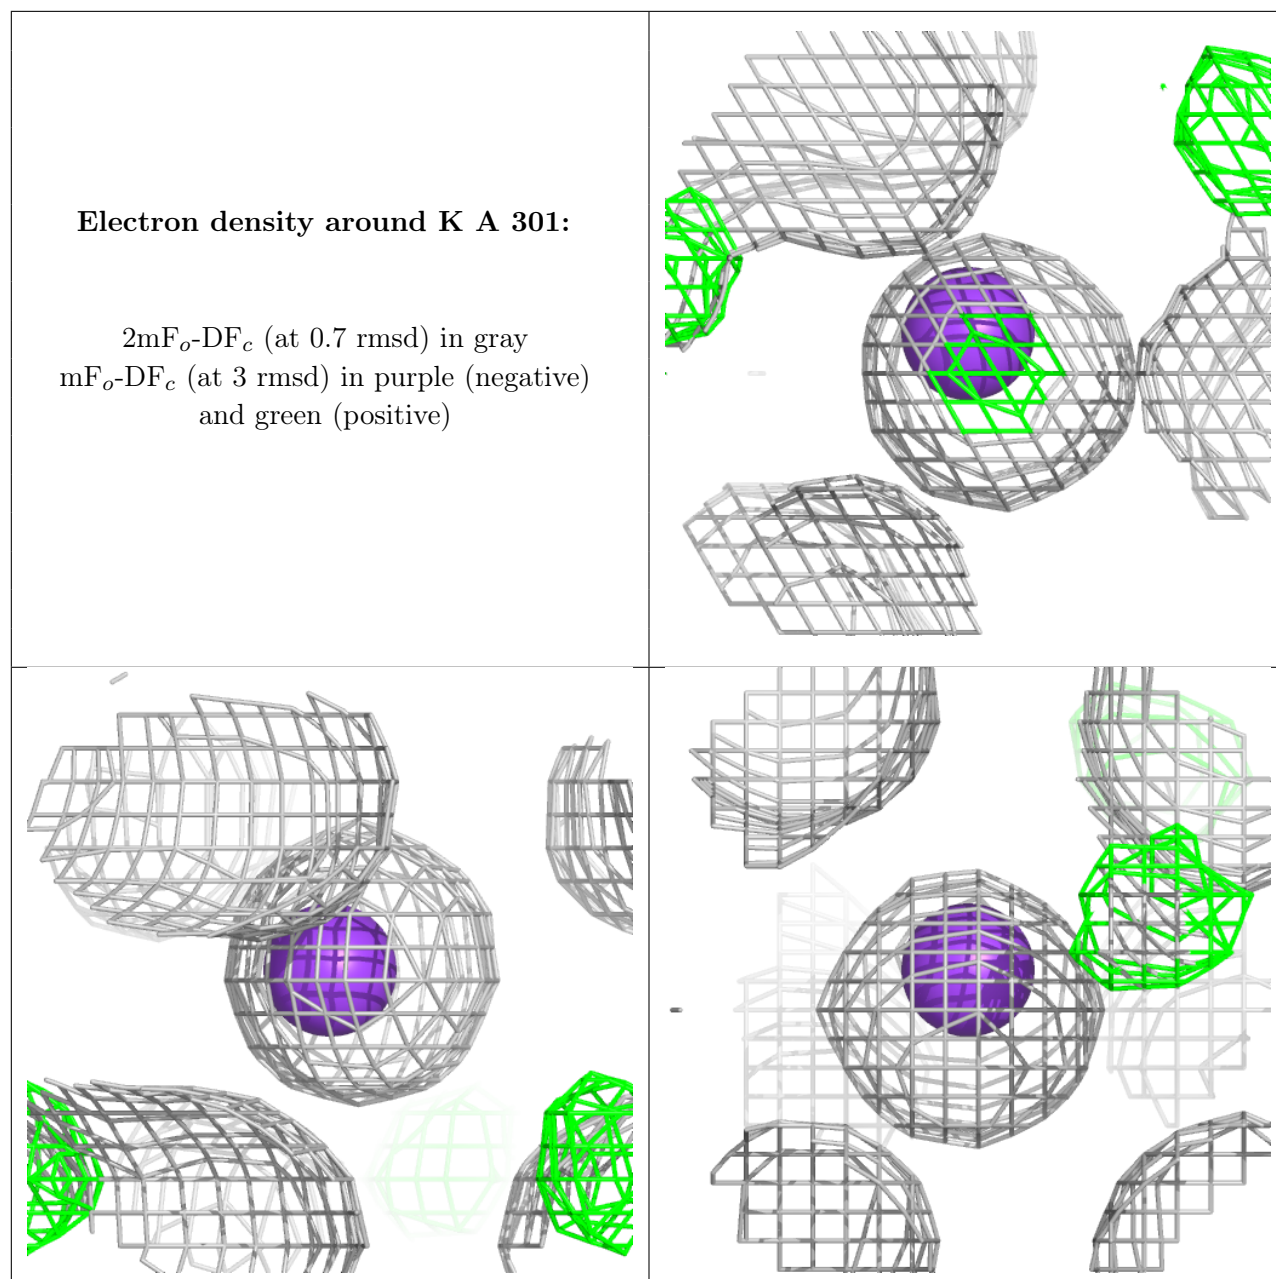 Electron density around K A 301:
2mFo-DFc (at 0.7 rmsd) in gray
mFo-DFc (at 3 rmsd) in purple (negative)
and green (positive)